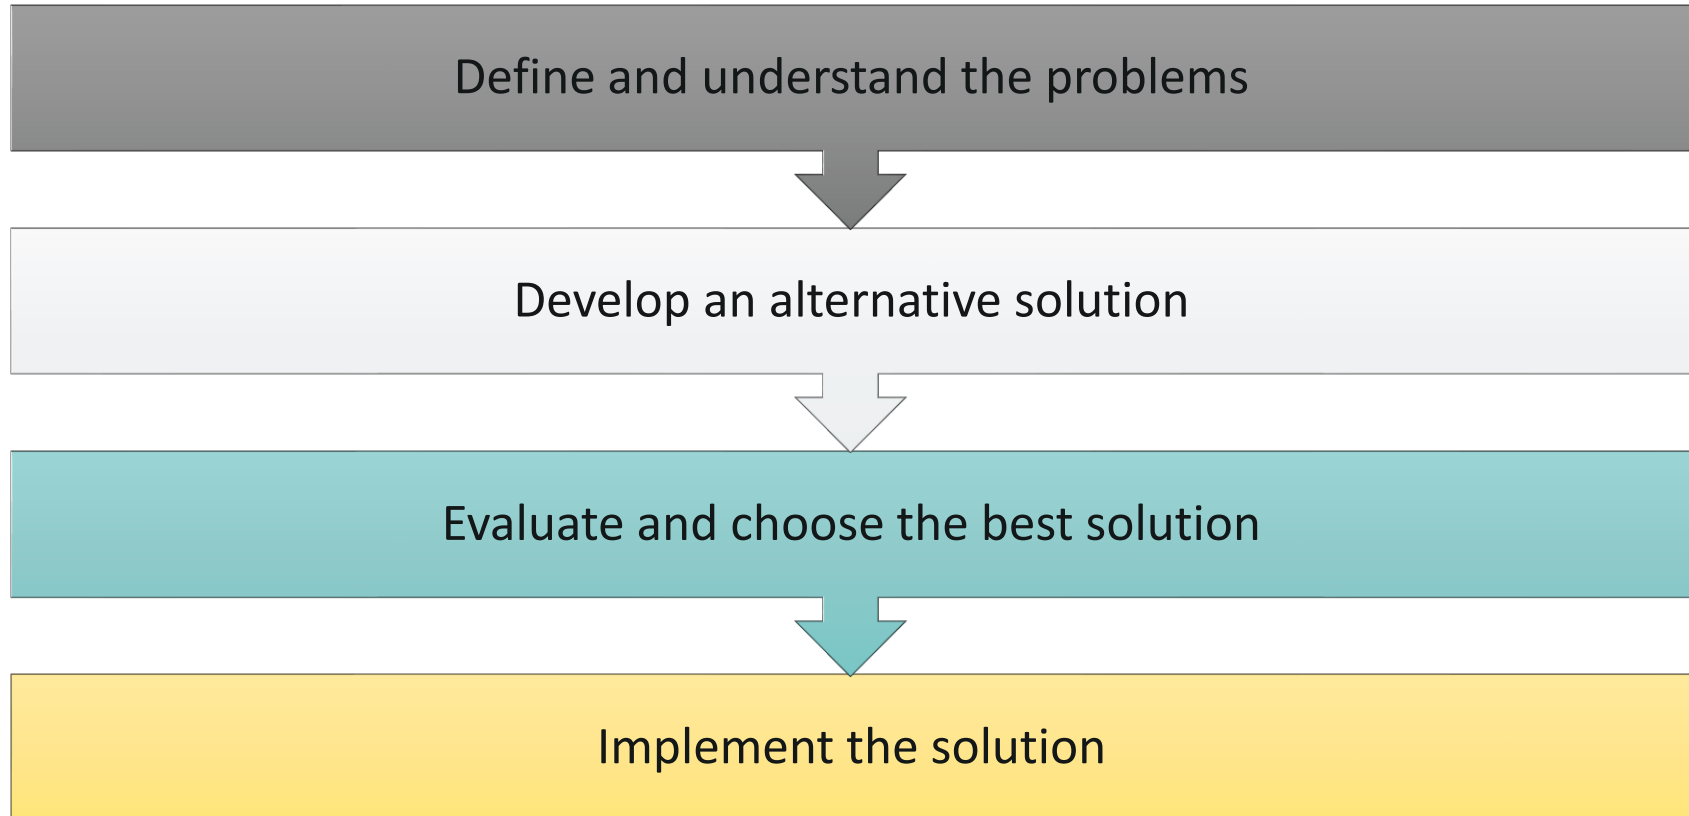 Define and understand the problems
Develop an alternative solution
Evaluate and choose the best solution
Implement the solution